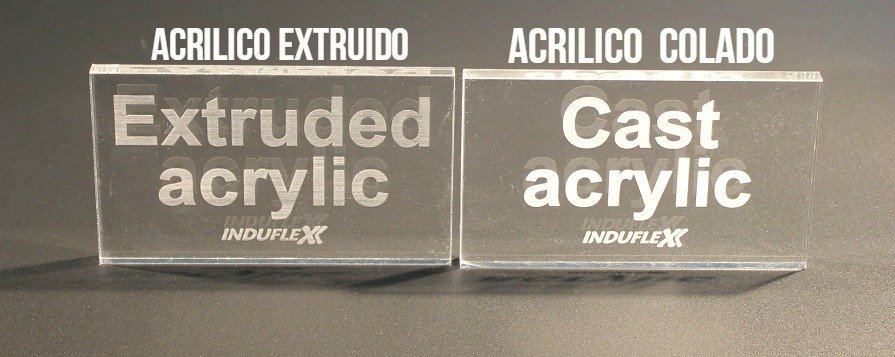 ACRILICO EXTRUIDO
Extruded
acrylic
INDUFLEX
ACRILICO COLADO
Cast
acrylic
INDUFLEX